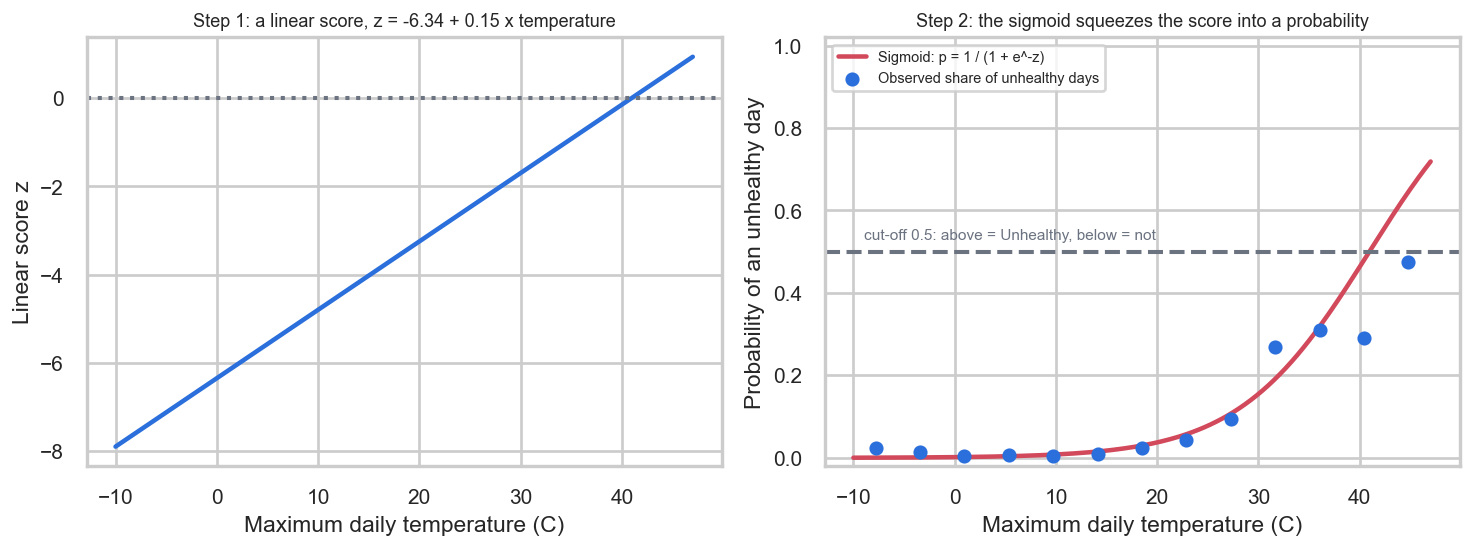 Step 1: a linear score, z = -6.34 + 0.15 x temperature
Linear score z
0
−2
−4
−6
−8
−10
0
10
20
30
40
Maximum daily temperature (C)
Step 2: the sigmoid squeezes the score into a probability
Sigmoid: p = 1 / (1 + e^-z)
Observed share of unhealthy days
cut-off 0.5: above = Unhealthy, below = not
Probability of an unhealthy day
1.0
0.8
0.6
0.4
0.2
0.0
−10
0
10
20
30
40
Maximum daily temperature (C)